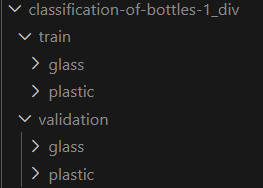 classification-of-bottles-1_div
train
glass
plastic
validation
glass
plastic